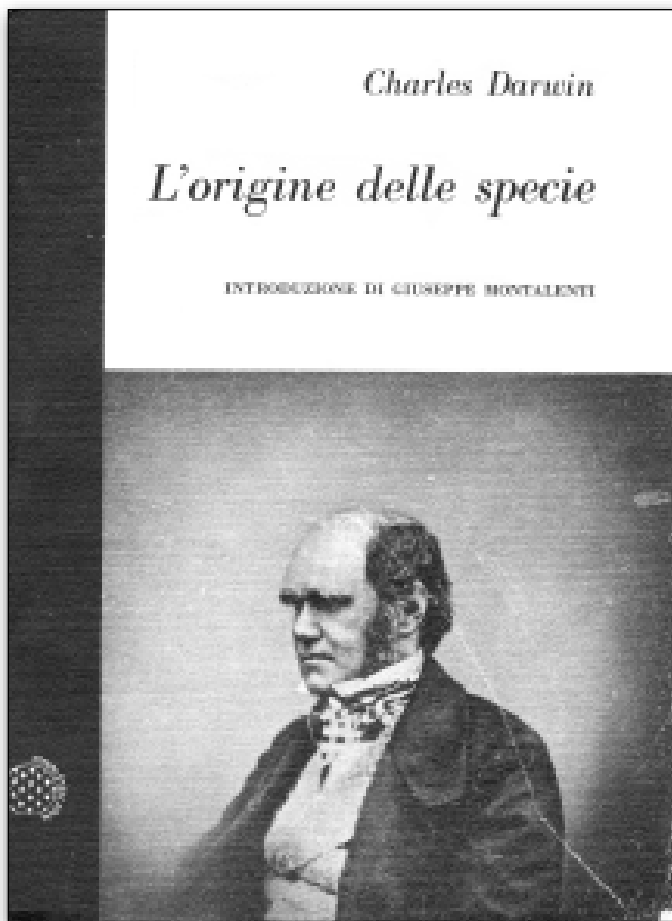 Charles Darwin
L'origine delle specie
INTRODUZIONE DI GIUSEPPE MONTALENTI